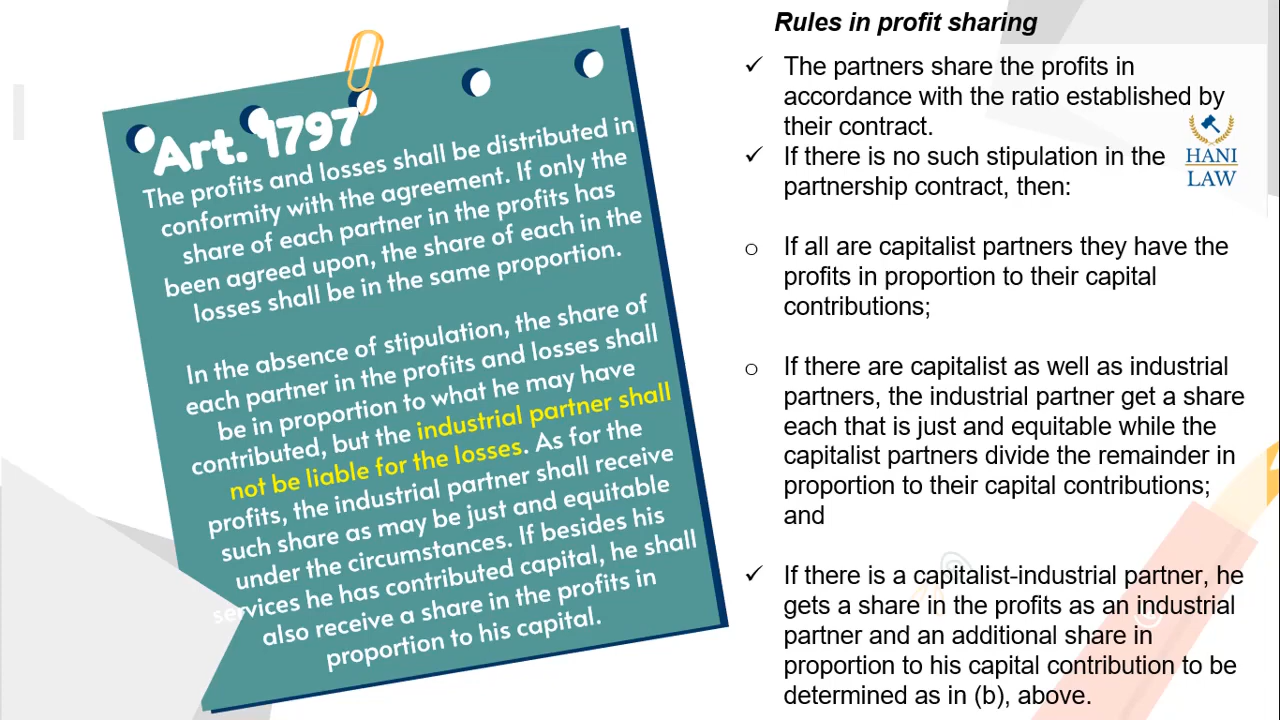 Art. 1797
The profits and losses shall be distributed in
conformity with the agreement. If only the
share of each partner in the profits has
been agreed upon, the share of each in the
losses shall be in the same proportion.
In the absence of stipulation, the share of
each partner in the profits and losses shall
be in proportion to what he may have
contributed, but the industrial partner shall
not be liable for the losses. As for the
profits, the industrial partner shall receive
such share as may be just and equitable
under the circumstances. If besides his
services he has contributed capital, he shall
also receive a share in the profits in
proportion to his capital.
Rules in profit sharing
✓ The partners share the profits in
accordance with the ratio established by
their contract.
✓ If there is no such stipulation in the
partnership contract, then:
o If all are capitalist partners they have the
profits in proportion to their capital
contributions;
o If there are capitalist as well as industrial
partners, the industrial partner get a share
each that is just and equitable while the
capitalist partners divide the remainder in
proportion to their capital contributions;
and
✓ If there is a capitalist-industrial partner, he
gets a share in the profits as an industrial
partner and an additional share in
proportion to his capital contribution to be
determined as in (b), above.
HANI
LAW